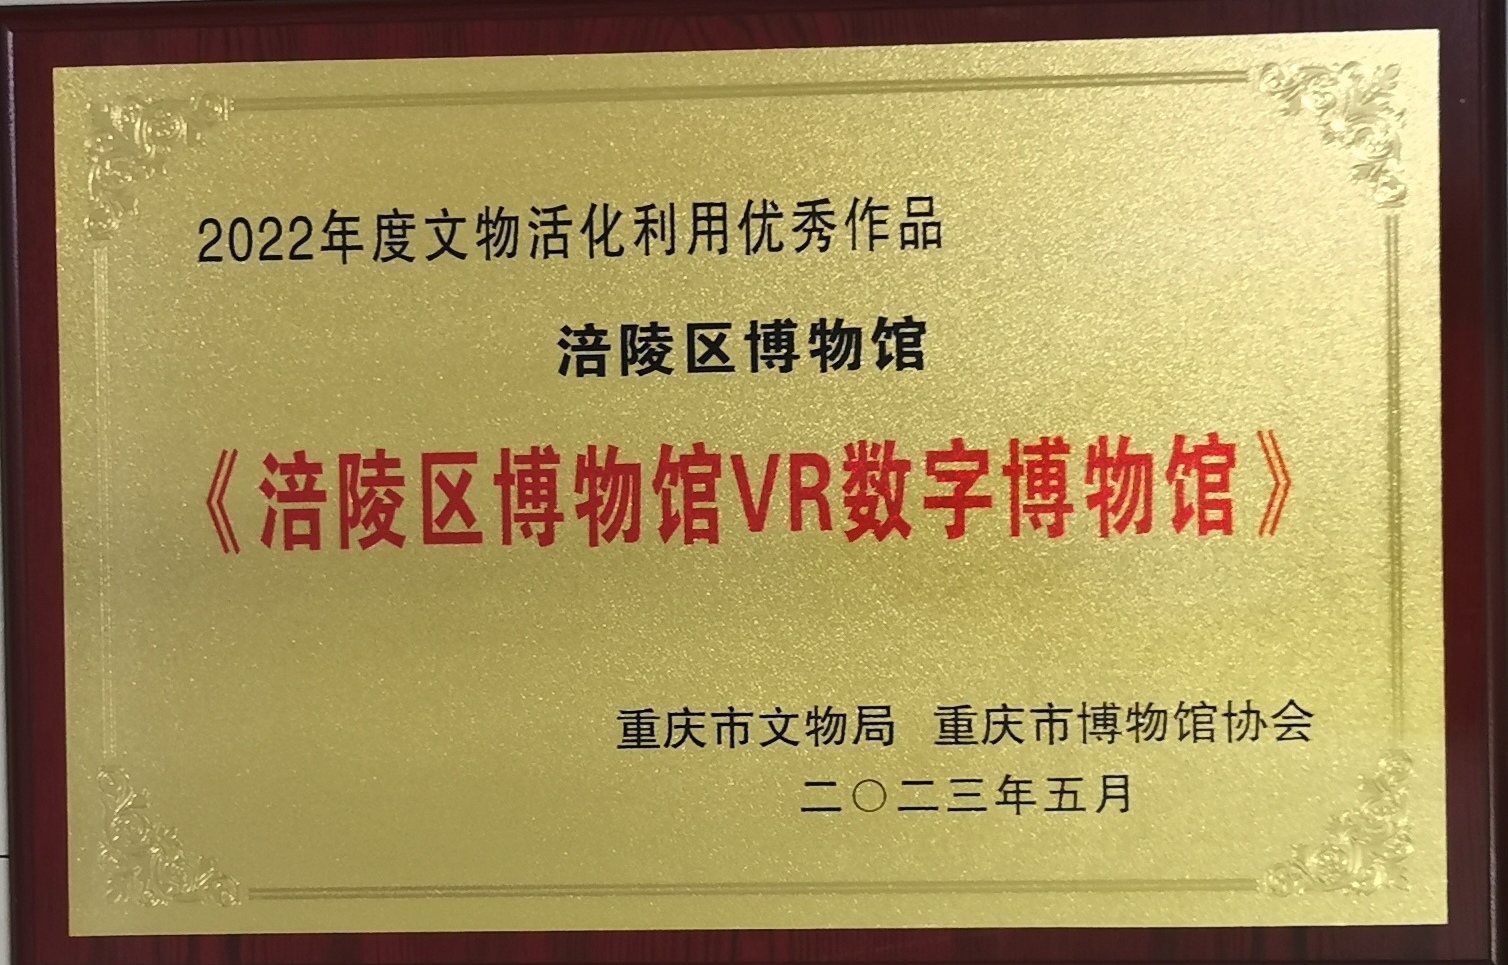 2022年度文物活化利用优秀作品
涪陵区博物馆
《涪陵区博物馆VR数字博物馆》
重庆市文物局 重庆市博物馆协会
二〇二三年五月